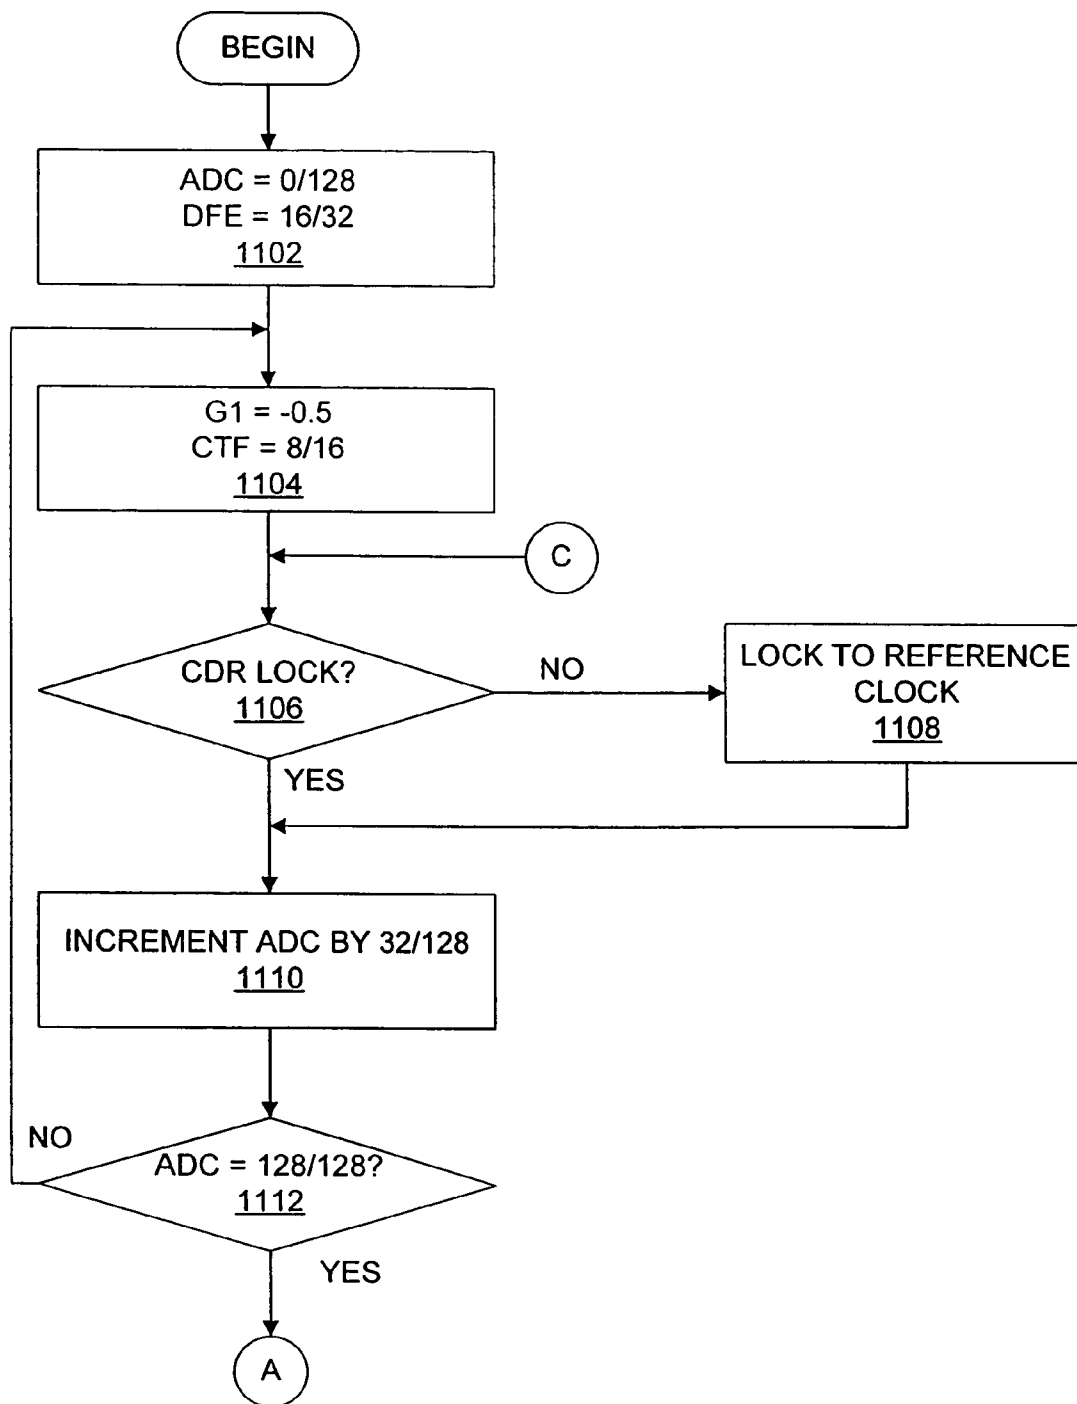 BEGIN
ADC = 0/128
DFE = 16/32
1102
G1 = -0.5
CTF = 8/16
1104
C
CDR LOCK?
1106
NO
LOCK TO REFERENCE
CLOCK
1108
YES
INCREMENT ADC BY 32/128
1110
NO
ADC = 128/128?
1112
YES
A